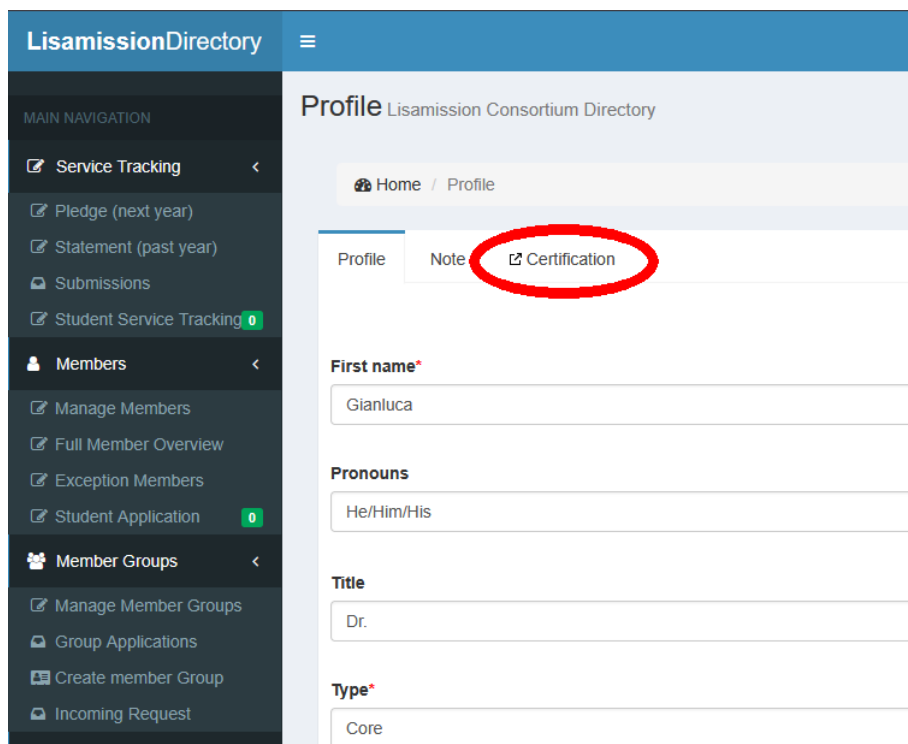 LisamissionDirectory
MAIN NAVIGATION
Service Tracking
Pledge (next year)
Statement (past year)
Submissions
Student Service Tracking 0
Members
Manage Members
Full Member Overview
Exception Members
Student Application 0
Member Groups
Manage Member Groups
Group Applications
Create member Group
Incoming Request
Profile Lisamission Consortium Directory
Home / Profile
Profile Note Certification
First name*
Gianluca
Pronouns
He/Him/His
Title
Dr.
Type*
Core